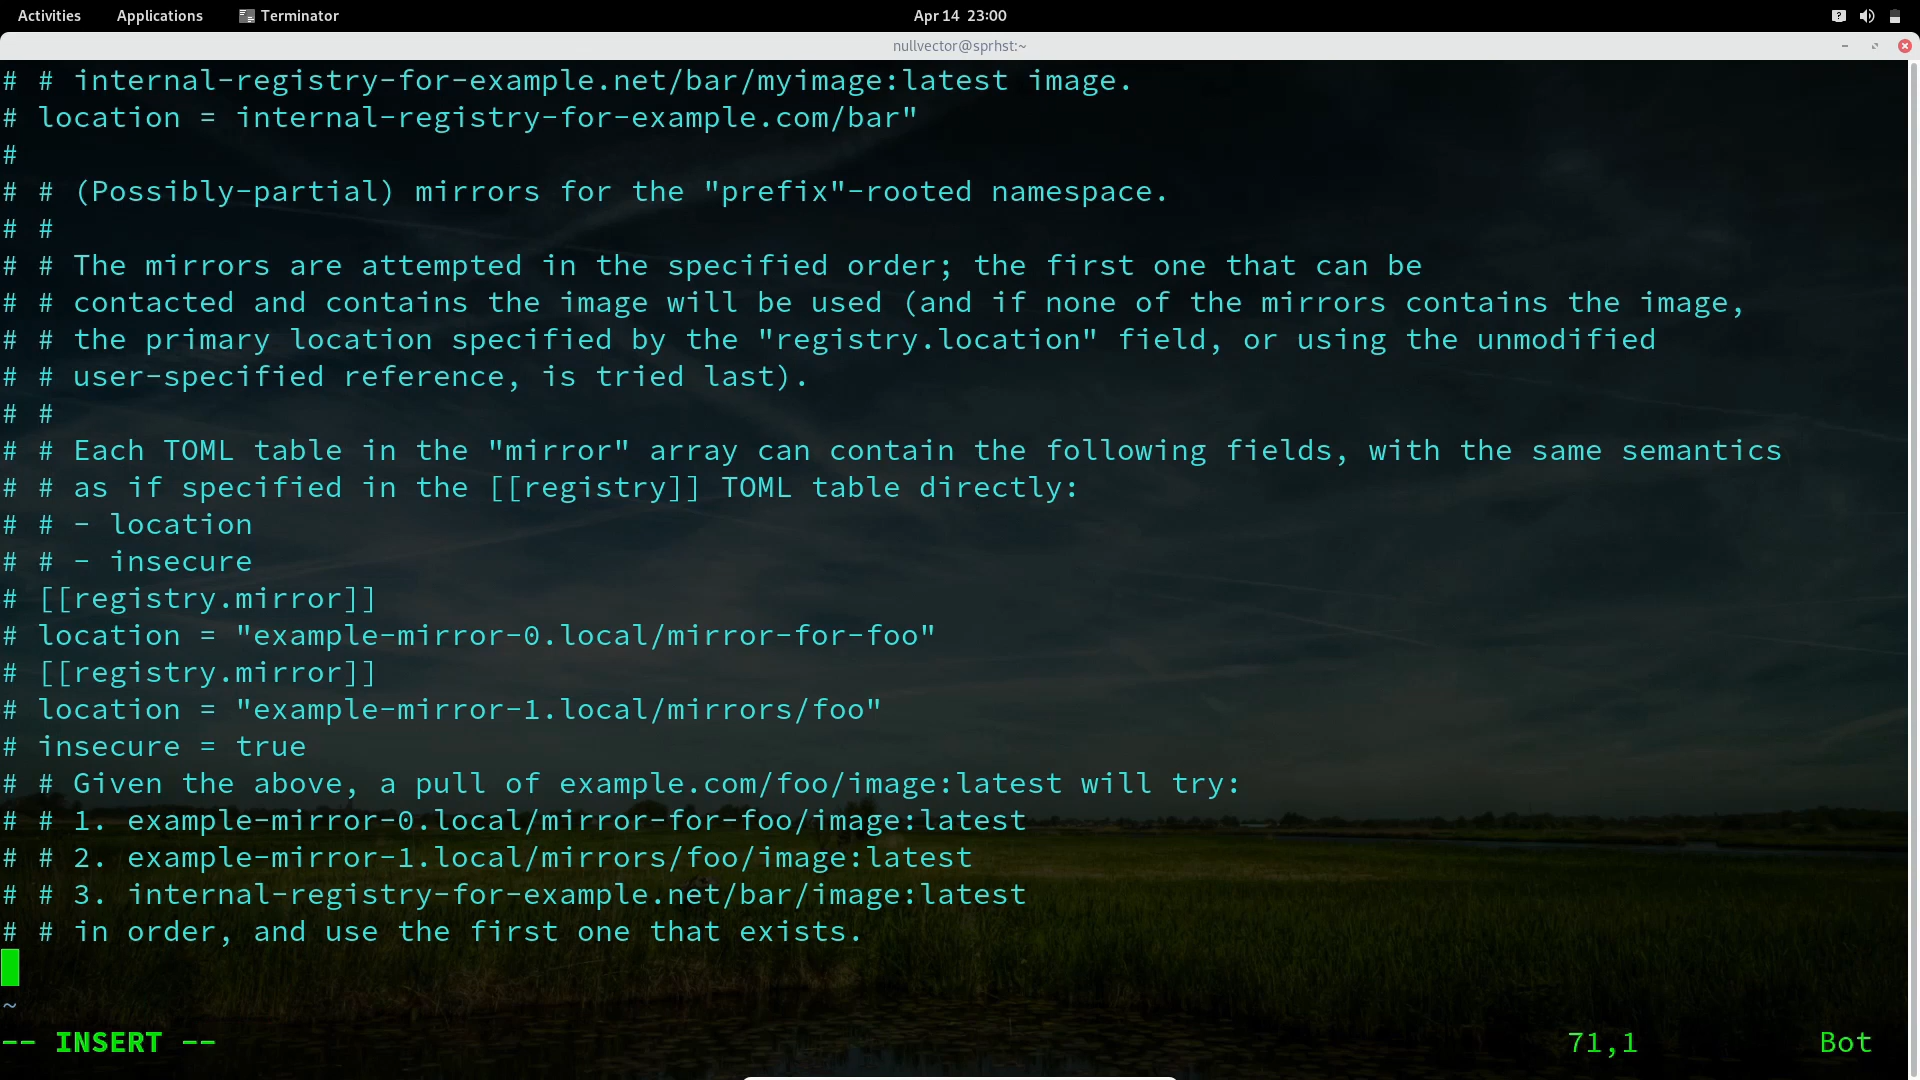 Activities Applications Terminator Apr 14 23:00
nullvector@sprhst:~
# # internal-registry-for-example.net/bar/myimage:latest image.
# location = internal-registry-for-example.com/bar"
#
# # (Possibly-partial) mirrors for the "prefix"-rooted namespace.
# #
# # The mirrors are attempted in the specified order; the first one that can be
# # contacted and contains the image will be used (and if none of the mirrors contains the image,
# # the primary location specified by the "registry.location" field, or using the unmodified
# # user-specified reference, is tried last).
# #
# # Each TOML table in the "mirror" array can contain the following fields, with the same semantics
# # as if specified in the [[registry]] TOML table directly:
# # - location
# # - insecure
# [[registry.mirror]]
# location = "example-mirror-0.local/mirror-for-foo"
# [[registry.mirror]]
# location = "example-mirror-1.local/mirrors/foo"
# insecure = true
# # Given the above, a pull of example.com/foo/image:latest will try:
# # 1. example-mirror-0.local/mirror-for-foo/image:latest
# # 2. example-mirror-1.local/mirrors/foo/image:latest
# # 3. internal-registry-for-example.net/bar/image:latest
# # in order, and use the first one that exists.
~
-- INSERT -- 71,1 Bot